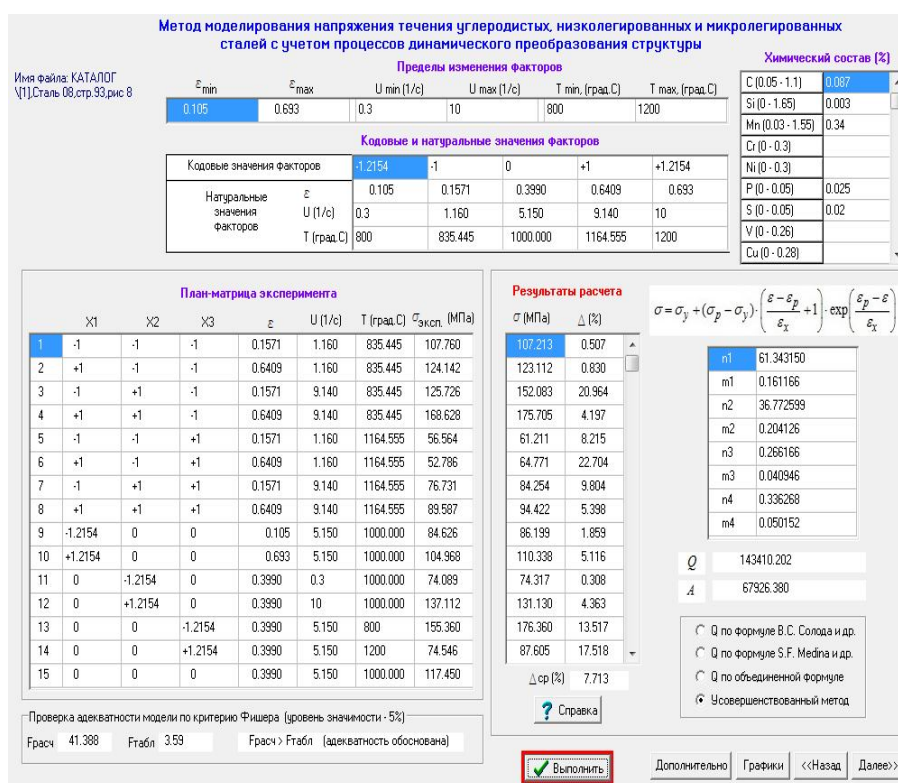 Метод моделирования напряжения течения углеродистых, низколегированных и микролегированных
сталей с учетом процессов динамического преобразования структуры
Имя файла: КАТАЛОГ
\[1],Сталь 08,стр.93,рис 8
Пределы изменения факторов
ε min ε max U min (1/с) U max (1/с) T min, (град.С) T max, (град.С)
0.105 0.693 0.3 10 800 1200
Кодовые и натуральные значения факторов
Кодовые значения факторов -1.2154 -1 0 +1 +1.2154
Натуральные значения факторов
ε 0.105 0.1571 0.3990 0.6409 0.693
U (1/с) 0.3 1.160 5.150 9.140 10
T (град.С) 800 835.445 1000.000 1164.555 1200
Химический состав (%)
C (0.05 - 1.1) 0.087
Si (0 - 1.65) 0.003
Mn (0.03 - 1.55) 0.34
Cr (0 - 0.3)
Ni (0 - 0.3)
P (0 - 0.05) 0.025
S (0 - 0.05) 0.02
V (0 - 0.26)
Cu (0 - 0.28)
План-матрица эксперимента
X1 X2 X3 ε U (1/с) T (град.С) σэксп. (МПа)
1 -1 -1 -1 0.1571 1.160 835.445 107.760
2 +1 -1 -1 0.6409 1.160 835.445 124.142
3 -1 +1 -1 0.1571 9.140 835.445 125.726
4 +1 +1 -1 0.6409 9.140 835.445 168.628
5 -1 -1 +1 0.1571 1.160 1164.555 56.564
6 +1 -1 +1 0.6409 1.160 1164.555 52.786
7 -1 +1 +1 0.1571 9.140 1164.555 76.731
8 +1 +1 +1 0.6409 9.140 1164.555 89.587
9 -1.2154 0 0 0.105 5.150 1000.000 84.626
10 +1.2154 0 0 0.693 5.150 1000.000 104.968
11 0 -1.2154 0 0.3990 0.3 1000.000 74.089
12 0 +1.2154 0 0.3990 10 1000.000 137.112
13 0 0 -1.2154 0.3990 5.150 800 155.360
14 0 0 +1.2154 0.3990 5.150 1200 74.546
15 0 0 0 0.3990 5.150 1000.000 117.450
Результаты расчета
σ (МПа) Δ (%)
107.213 0.507
123.112 0.830
152.083 20.964
175.705 4.197
61.211 8.215
64.771 22.704
84.254 9.804
94.422 5.398
86.199 1.859
110.338 5.116
74.317 0.308
131.130 4.363
176.360 13.517
87.605 17.518
Δср (%) 7.713
Справка
σ = σy + (σp − σy) · ((ε − εp)/εx + 1) · exp((εp − ε)/εx)
n1 61.343150
m1 0.161166
n2 36.772599
m2 0.204126
n3 0.266166
m3 0.040946
n4 0.336268
m4 0.050152
Q 143410.202
A 67926.380
Q по формуле В.С. Солода и др.
Q по формуле S.F. Medina и др.
Q по объединенной формуле
Усовершенствованный метод
Проверка адекватности модели по критерию Фишера (уровень значимости - 5%)
Fрасч 41.388 Fтабл 3.59 Fрасч > Fтабл (адекватность обоснована)
Выполнить
Дополнительно Графики <<Назад Далее>>